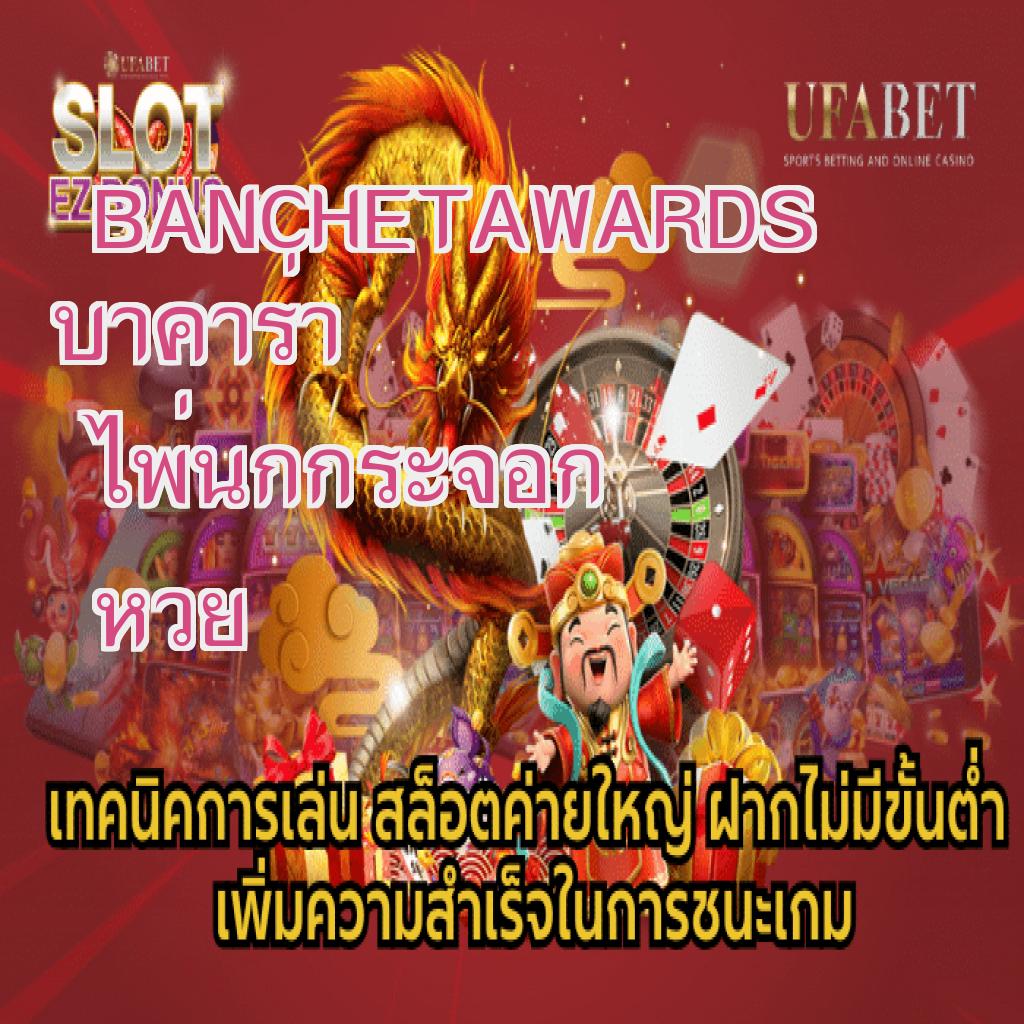 UFABET
SLOT
EZ BONUS
UFABET
SPORTS BETTING AND ONLINE CASINO
BANCHETAWARDS
บาคาร่า
ไพ่นกกระจอก
หวย
เทคนิคการเล่น สล็อตค่ายใหญ่ ฝากไม่มีขั้นต่ำ
เพิ่มความสำเร็จในการชนะเกม